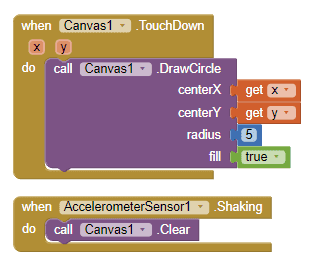 when Canvas1 .TouchDown
x y
do call Canvas1 .DrawCircle
centerX get x
centerY get y
radius 5
fill true
when AccelerometerSensor1 .Shaking
do call Canvas1 .Clear